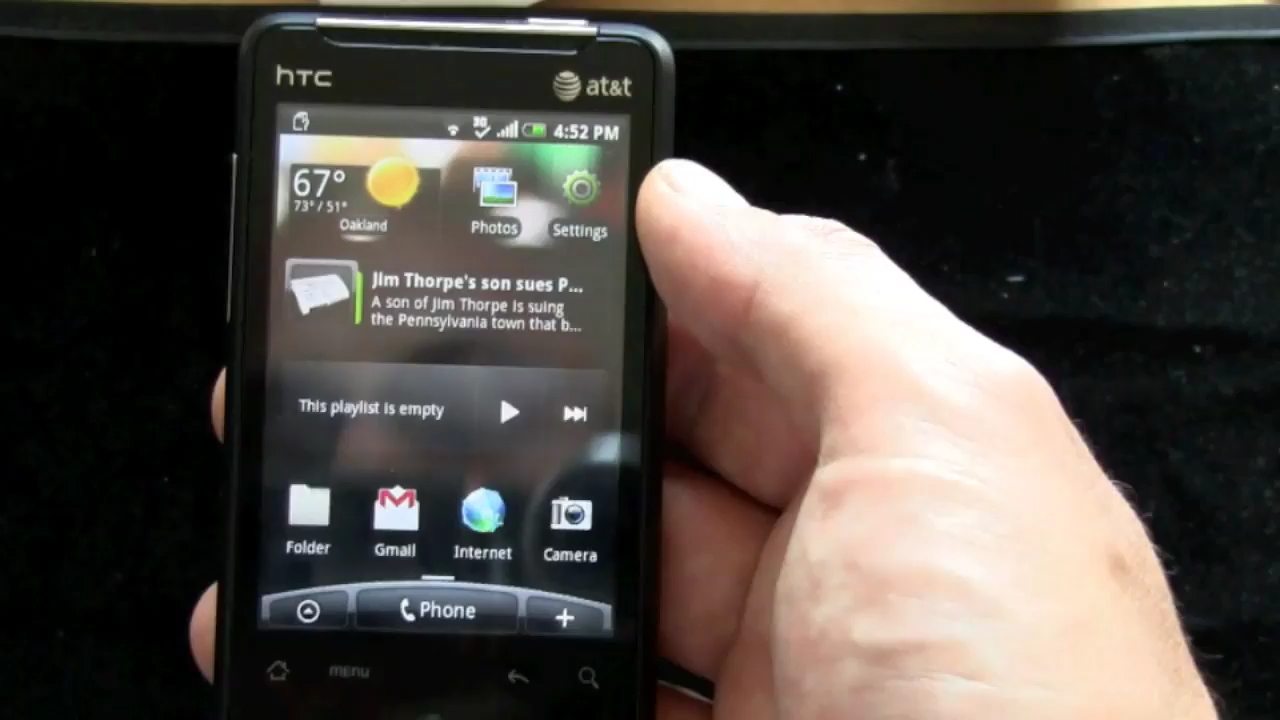 hTC
at&t
3G 4:52 PM
67°
73°/51°
Oakland
Photos
Settings
Jim Thorpe's son sues P...
A son of Jim Thorpe is suing
the Pennsylvania town that b...
This playlist is empty
Folder
Gmail
Internet
Camera
Phone
menu